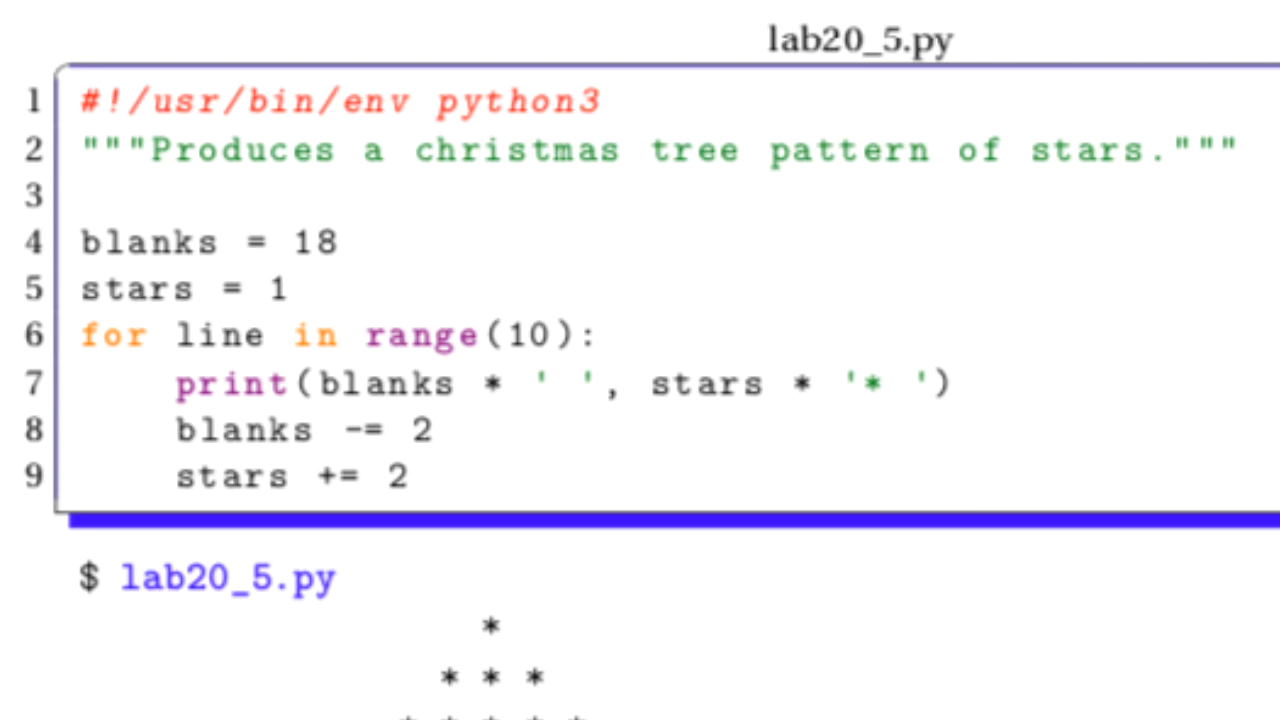 lab20_5.py
1 #!/usr/bin/env python3
2 """Produces a christmas tree pattern of stars."""
3
4 blanks = 18
5 stars = 1
6 for line in range(10):
7     print(blanks * ' ', stars * '* ')
8     blanks -= 2
9     stars += 2
$ lab20_5.py
                   *
                 * * *
               * * * * *